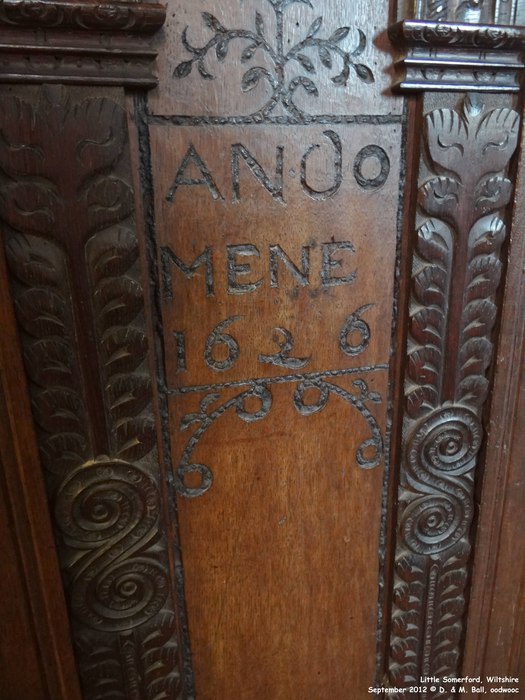 ANOO
MENE
1626
Little Somerford, Wiltshire
September 2012 © D. & M. Ball, oodwooc